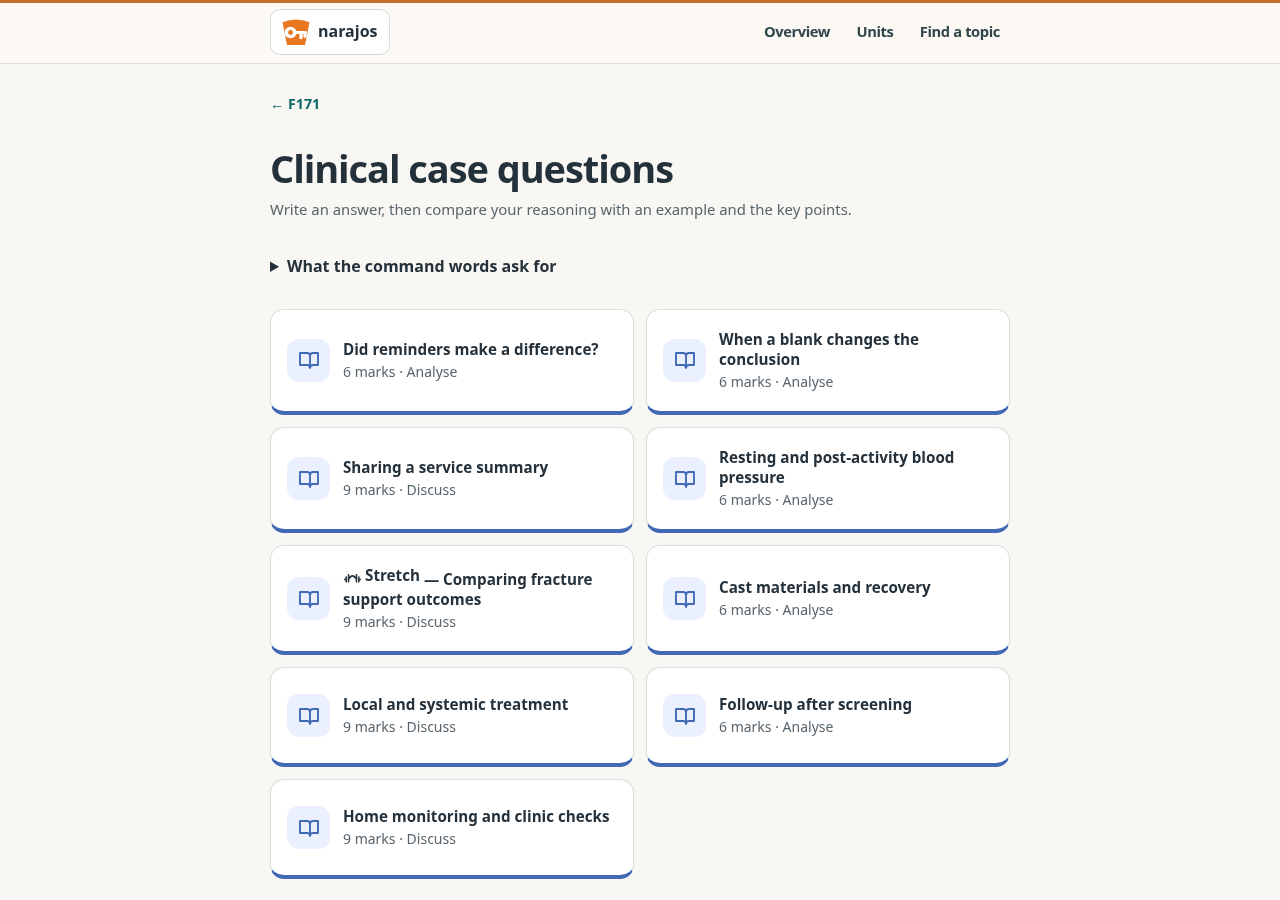 narajos
Overview
Units
Find a topic
← F171
Clinical case questions
Write an answer, then compare your reasoning with an example and the key points.
What the command words ask for
Did reminders make a difference?
6 marks · Analyse
When a blank changes the
conclusion
6 marks · Analyse
Sharing a service summary
9 marks · Discuss
Resting and post-activity blood
pressure
6 marks · Analyse
Stretch — Comparing fracture
support outcomes
9 marks · Discuss
Cast materials and recovery
6 marks · Analyse
Local and systemic treatment
9 marks · Discuss
Follow-up after screening
6 marks · Analyse
Home monitoring and clinic checks
9 marks · Discuss